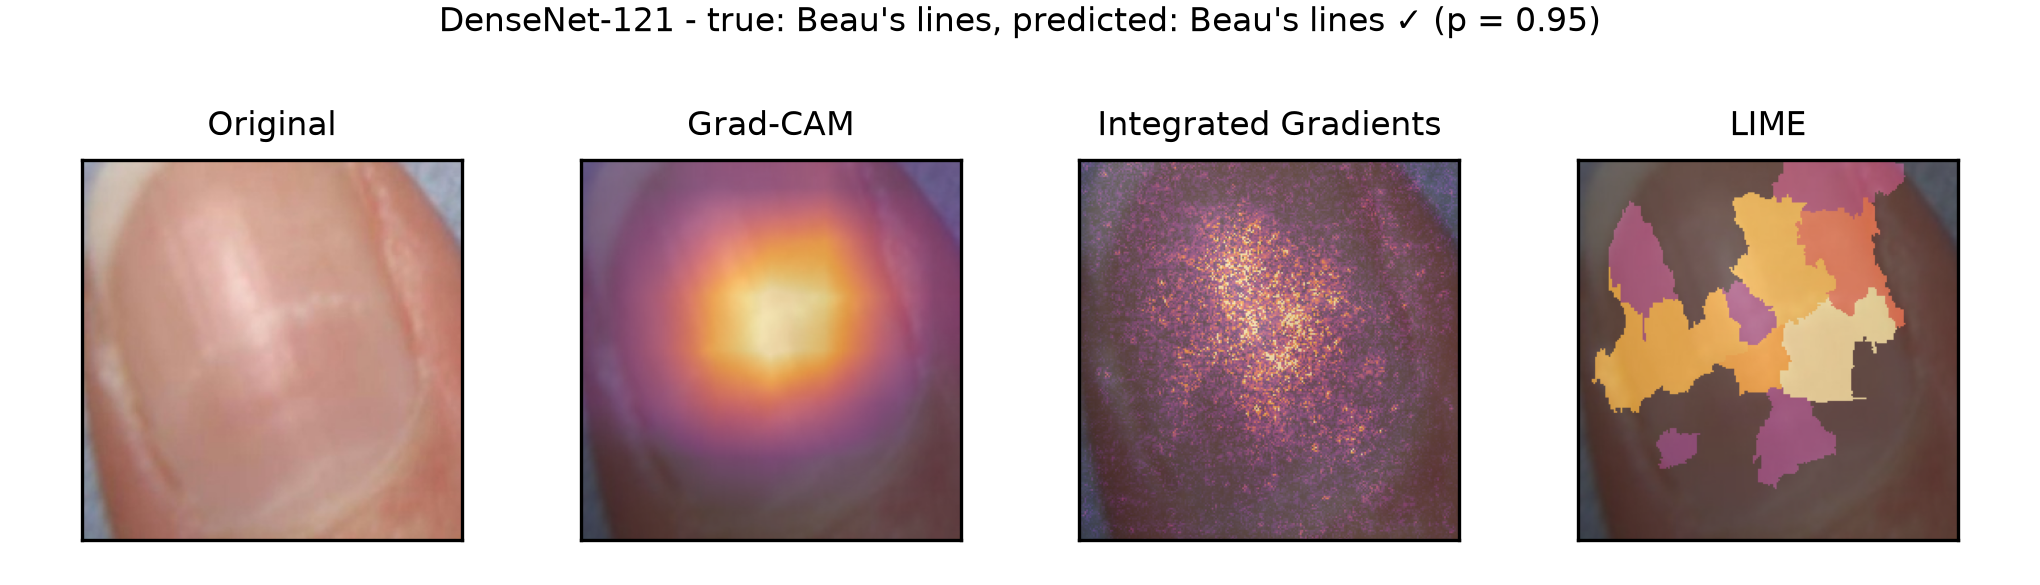 DenseNet-121 - true: Beau's lines, predicted: Beau's lines ✓ (p = 0.95)
Original
Grad-CAM
Integrated Gradients
LIME